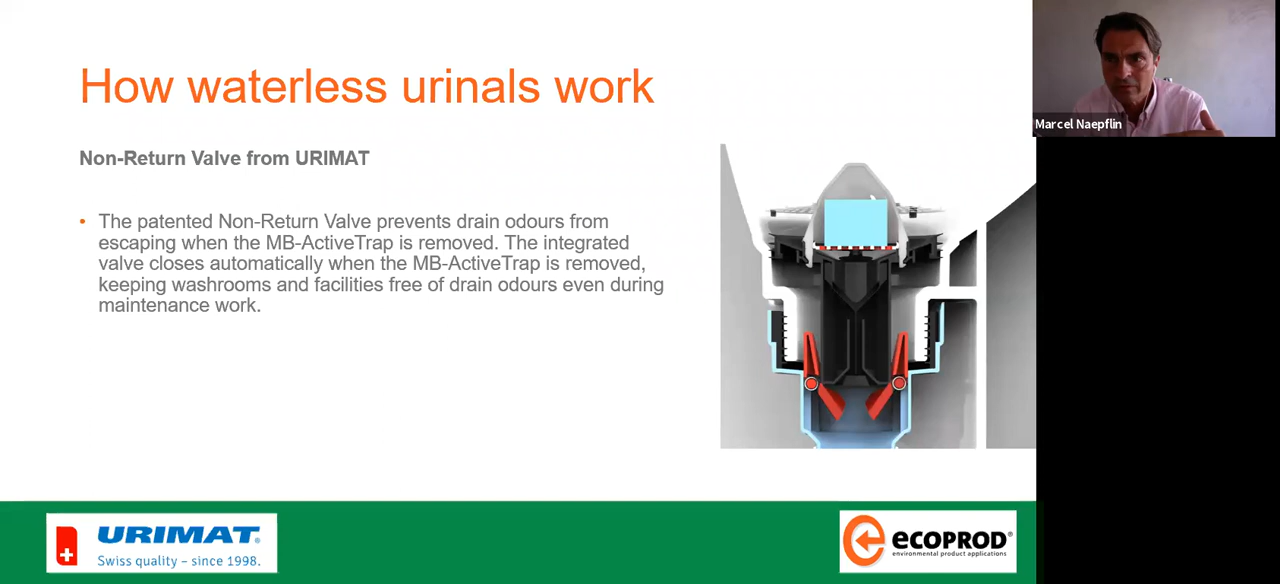 How waterless urinals work
Marcel Naepflin
Non-Return Valve from URIMAT
• The patented Non-Return Valve prevents drain odours from
escaping when the MB-ActiveTrap is removed. The integrated
valve closes automatically when the MB-ActiveTrap is removed,
keeping washrooms and facilities free of drain odours even during
maintenance work.
URIMAT®
Swiss quality – since 1998.
ECOPROD®
environmental product applications